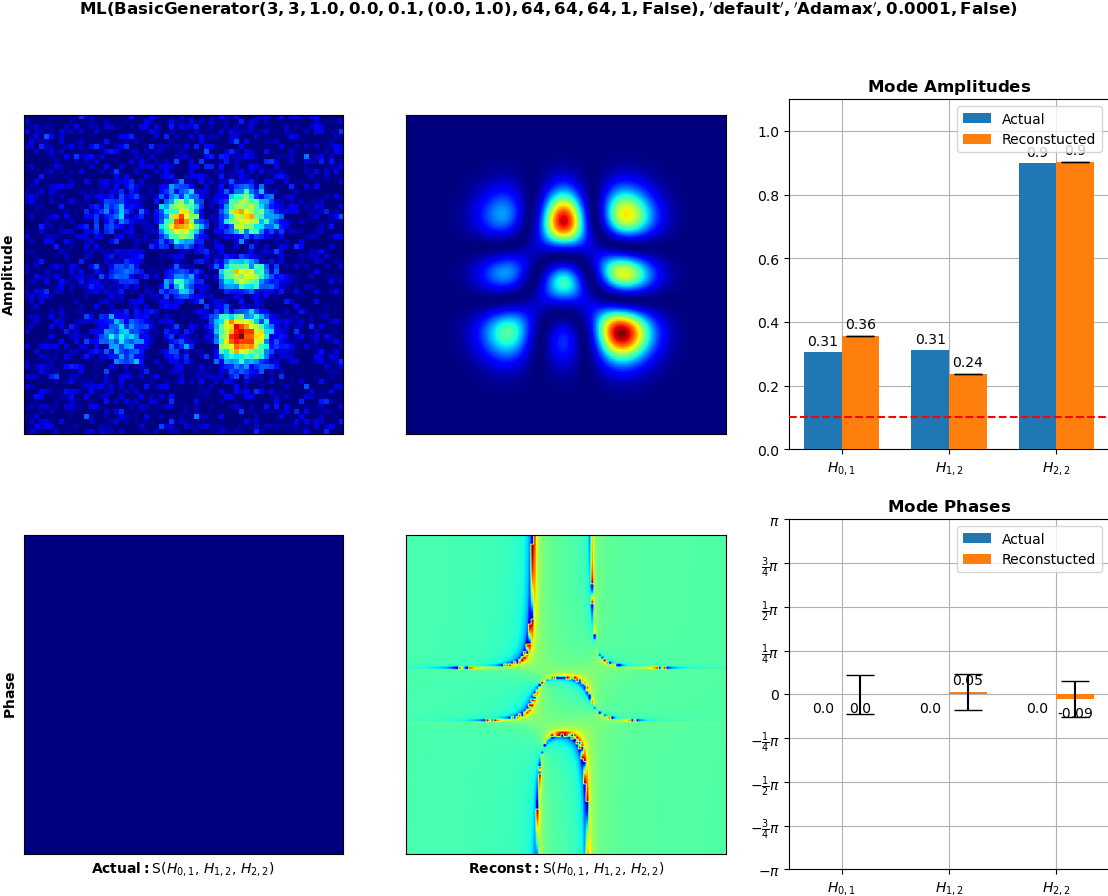 ML(BasicGenerator(3, 3, 1.0, 0.0, 0.1, (0.0, 1.0), 64, 64, 64, 1, False), ′default′, ′Adamax′, 0.0001, False)
Mode Amplitudes
Actual
Reconstucted
1.0
0.8
0.6
0.4
0.2
0.0
0.31
0.36
0.31
0.24
0.9
0.9
H0,1
H1,2
H2,2
Amplitude
Mode Phases
Actual
Reconstucted
π
3/4π
1/2π
1/4π
0
−1/4π
−1/2π
−3/4π
−π
0.0
0.0
0.0
0.05
0.0
-0.09
H0,1
H1,2
H2,2
Phase
Actual: S(H0,1, H1,2, H2,2)
Reconst: S(H0,1, H1,2, H2,2)